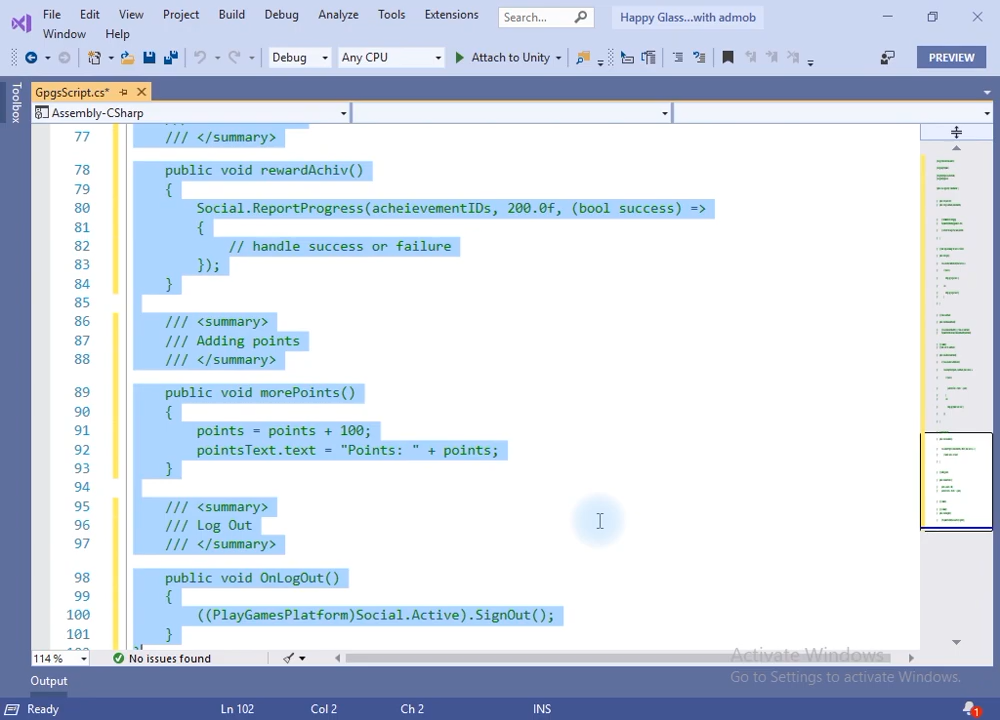 File Edit View Project Build Debug Analyze Tools Extensions Search... Happy Glass...with admob
Window Help
Debug Any CPU Attach to Unity PREVIEW
Toolbox
GpgsScript.cs*
Assembly-CSharp
77 /// </summary>
78 public void rewardAchiv()
79 {
80 Social.ReportProgress(acheievementIDs, 200.0f, (bool success) =>
81 {
82 // handle success or failure
83 });
84 }
85
86 /// <summary>
87 /// Adding points
88 /// </summary>
89 public void morePoints()
90 {
91 points = points + 100;
92 pointsText.text = "Points: " + points;
93 }
94
95 /// <summary>
96 /// Log Out
97 /// </summary>
98 public void OnLogOut()
99 {
100 ((PlayGamesPlatform)Social.Active).SignOut();
101 }
114 % No issues found
Activate Windows
Go to Settings to activate Windows.
Output
Ready Ln 102 Col 2 Ch 2 INS 1